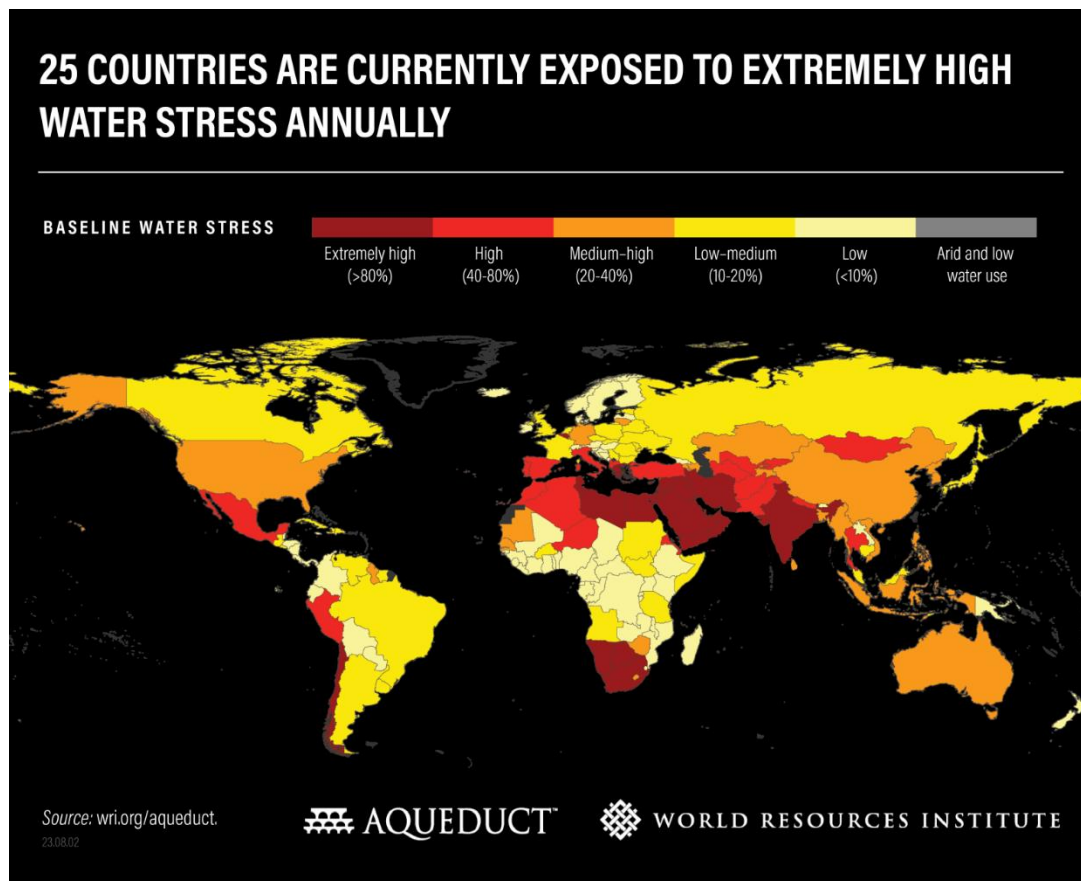 25 COUNTRIES ARE CURRENTLY EXPOSED TO EXTREMELY HIGH
WATER STRESS ANNUALLY
BASELINE WATER STRESS
Extremely high
(>80%)
High
(40-80%)
Medium–high
(20-40%)
Low–medium
(10-20%)
Low
(<10%)
Arid and low
water use
Source: wri.org/aqueduct.
23.08.02
AQUEDUCT™
WORLD RESOURCES INSTITUTE